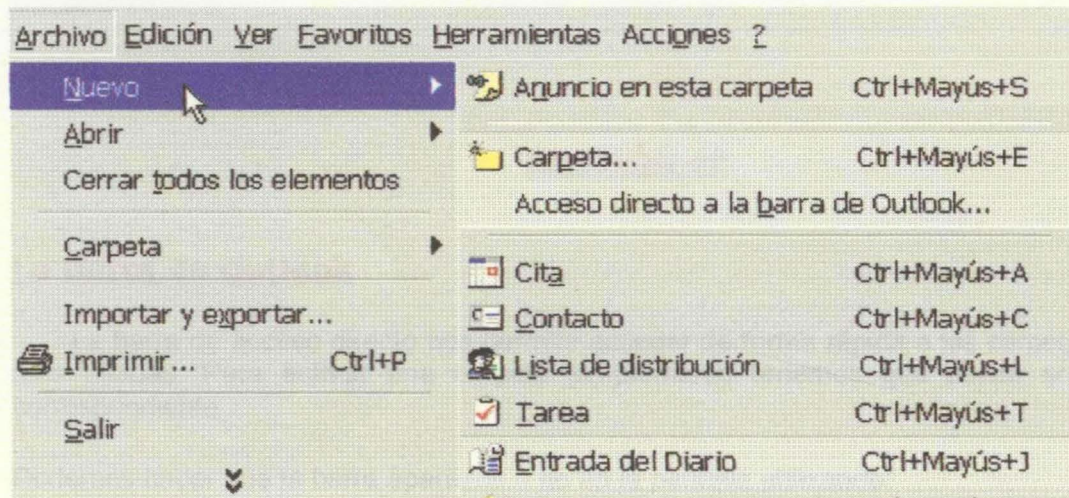 Archivo Edición Ver Favoritos Herramientas Acciones ?
Nuevo
Abrir
Cerrar todos los elementos
Carpeta
Importar y exportar...
Imprimir... Ctrl+P
Salir
Anuncio en esta carpeta Ctrl+Mayús+S
Carpeta... Ctrl+Mayús+E
Acceso directo a la barra de Outlook...
Cita Ctrl+Mayús+A
Contacto Ctrl+Mayús+C
Lista de distribución Ctrl+Mayús+L
Tarea Ctrl+Mayús+T
Entrada del Diario Ctrl+Mayús+J